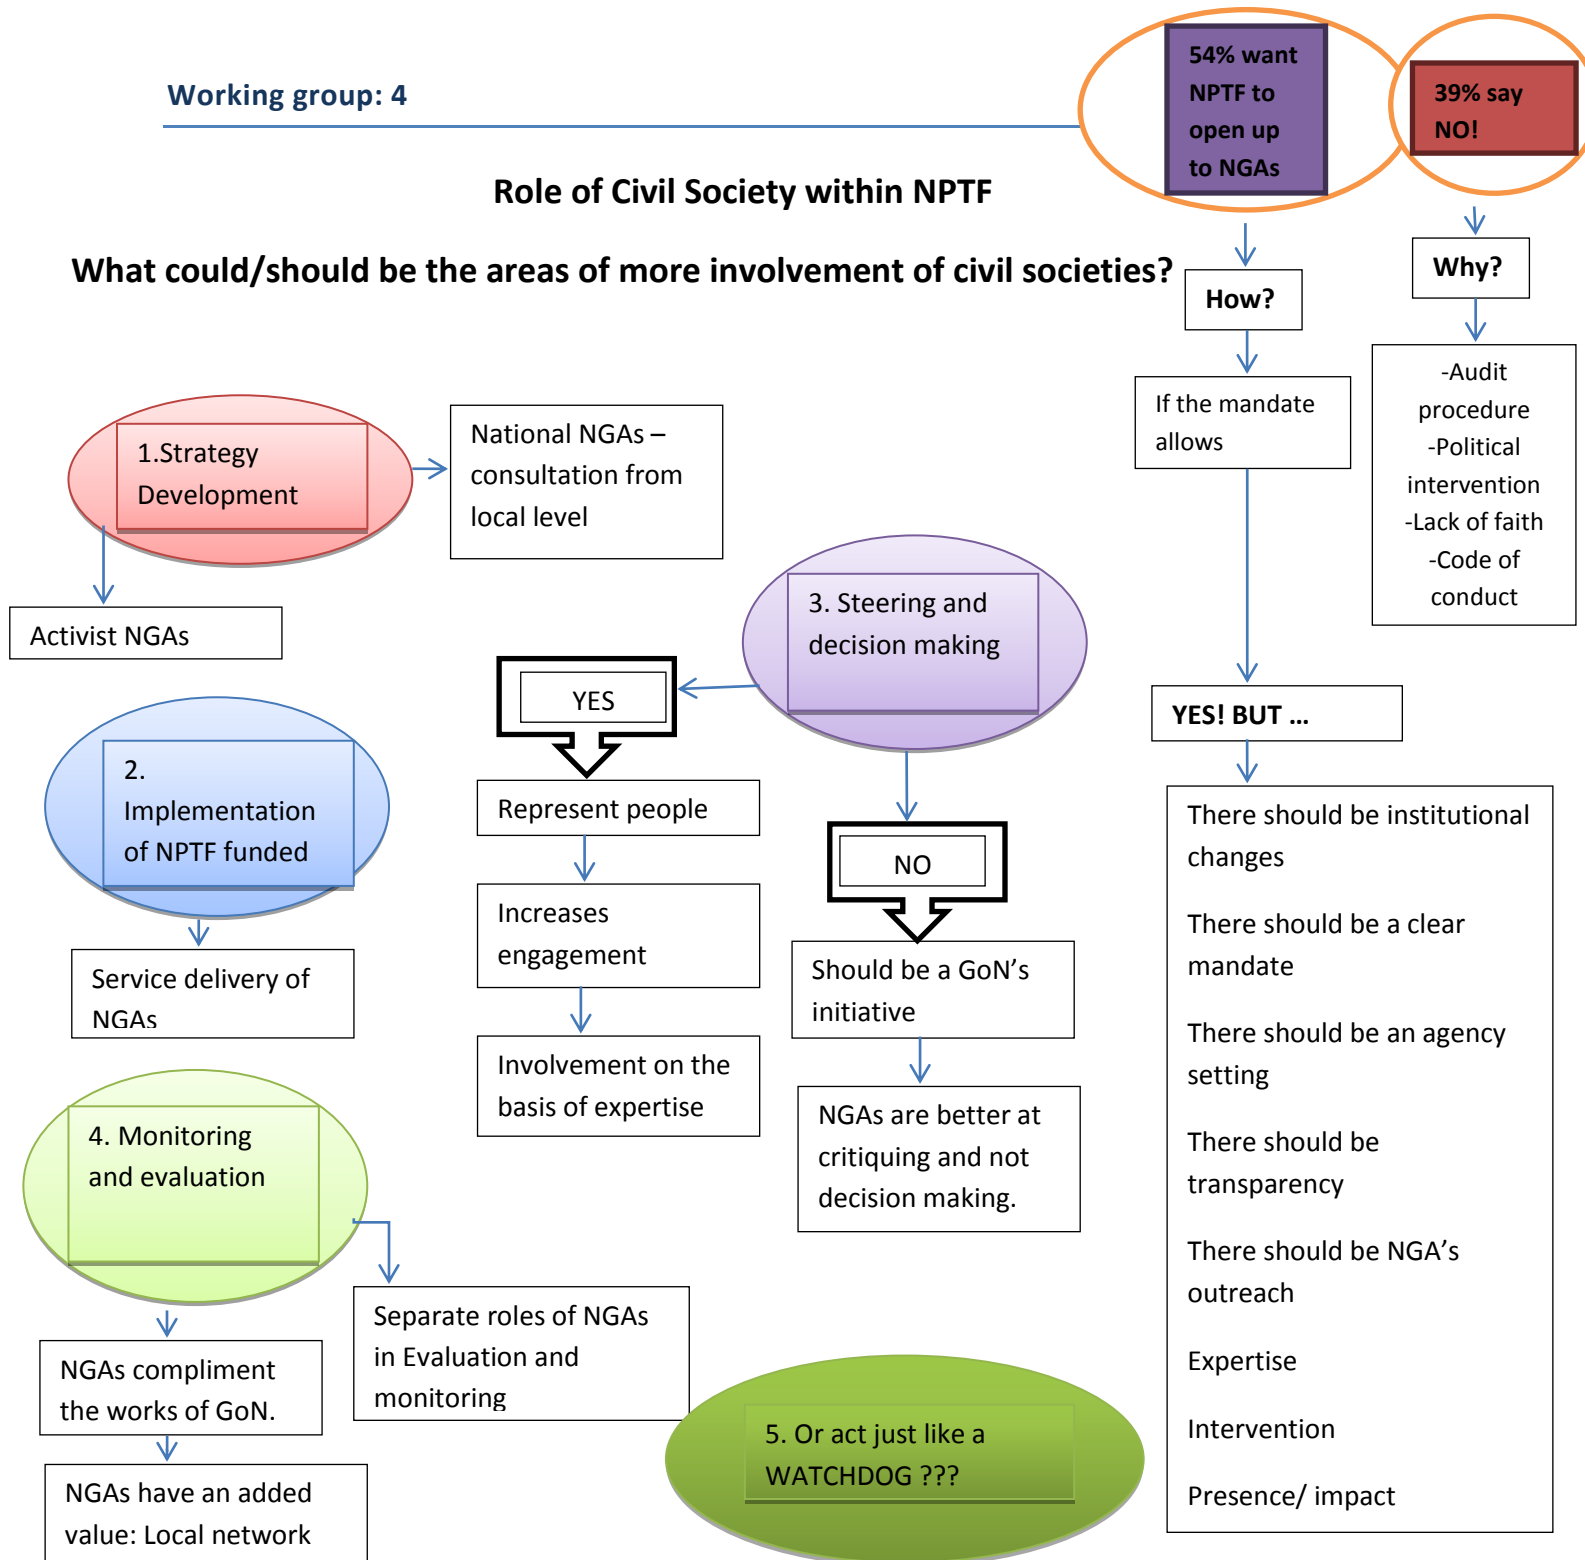 Working group: 4
54% want
NPTF to
open up
to NGAs
39% say
NO!
Role of Civil Society within NPTF
What could/should be the areas of more involvement of civil societies?
How?
Why?
If the mandate
allows
-Audit
procedure
-Political
intervention
-Lack of faith
-Code of
conduct
1.Strategy
Development
National NGAs –
consultation from
local level
Activist NGAs
3. Steering and
decision making
YES
YES! BUT ...
2.
Implementation
of NPTF funded
Represent people
NO
Increases
engagement
Service delivery of
NGAs
Should be a GoN’s
initiative
Involvement on the
basis of expertise
NGAs are better at
critiquing and not
decision making.
There should be institutional
changes
There should be a clear
mandate
There should be an agency
setting
There should be
transparency
There should be NGA’s
outreach
Expertise
Intervention
Presence/ impact
4. Monitoring
and evaluation
Separate roles of NGAs
in Evaluation and
monitoring
NGAs compliment
the works of GoN.
NGAs have an added
value: Local network
5. Or act just like a
WATCHDOG ???